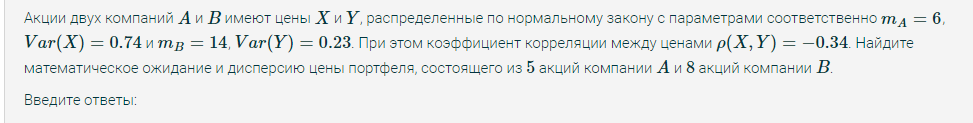 Акции двух компаний A и B имеют цены X и Y, распределенные по нормальному закону с параметрами соответственно m_A = 6,
Var(X) = 0.74 и m_B = 14, Var(Y) = 0.23. При этом коэффициент корреляции между ценами ρ(X, Y) = −0.34. Найдите
математическое ожидание и дисперсию цены портфеля, состоящего из 5 акций компании A и 8 акций компании B.
Введите ответы: